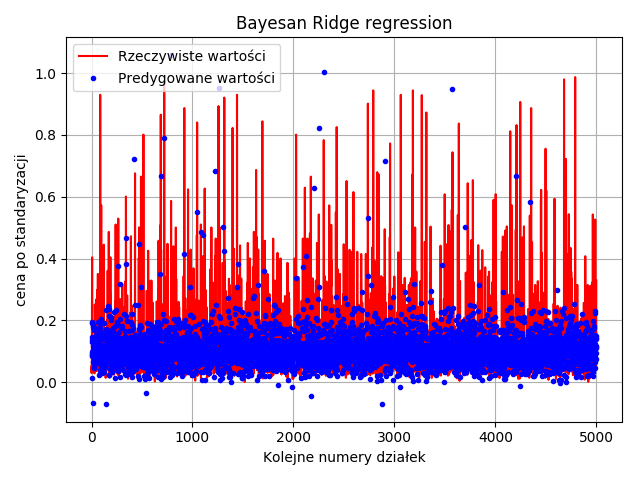 Bayesan Ridge regression
Rzeczywiste wartości
Predygowane wartości
cena po standaryzacji
1.0
0.8
0.6
0.4
0.2
0.0
0 1000 2000 3000 4000 5000
Kolejne numery działek